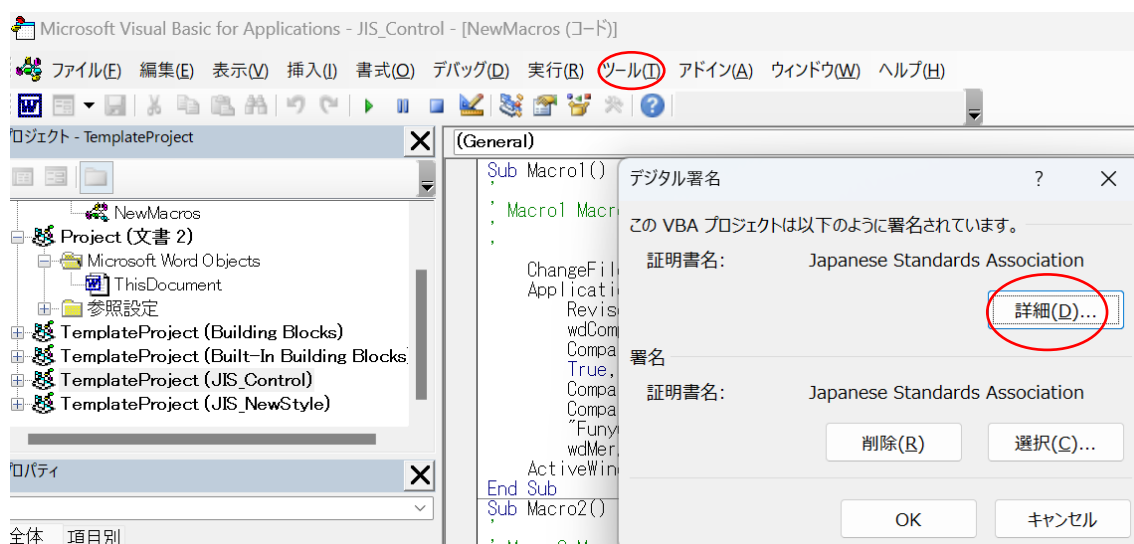 Microsoft Visual Basic for Applications - JIS_Control - [NewMacros (コード)]
ファイル(F) 編集(E) 表示(V) 挿入(I) 書式(O) デバッグ(D) 実行(R) ツール(T) アドイン(A) ウィンドウ(W) ヘルプ(H)
プロジェクト - TemplateProject
NewMacros
Project (文書 2)
Microsoft Word Objects
ThisDocument
参照設定
TemplateProject (Building Blocks)
TemplateProject (Built-In Building Blocks
TemplateProject (JIS_Control)
TemplateProject (JIS_NewStyle)
プロパティ
全体 項目別
(General)
Sub Macro1()
'
' Macro1 Macr
'
ChangeFil
Applicati
Revis
wdCom
Compa
True,
Compa
Compa
"Funy
wdMer
ActiveWin
End Sub
Sub Macro2()
'
デジタル署名 ?
この VBA プロジェクトは以下のように署名されています。
証明書名: Japanese Standards Association
詳細(D)...
署名
証明書名: Japanese Standards Association
削除(R) 選択(C)...
OK キャンセル